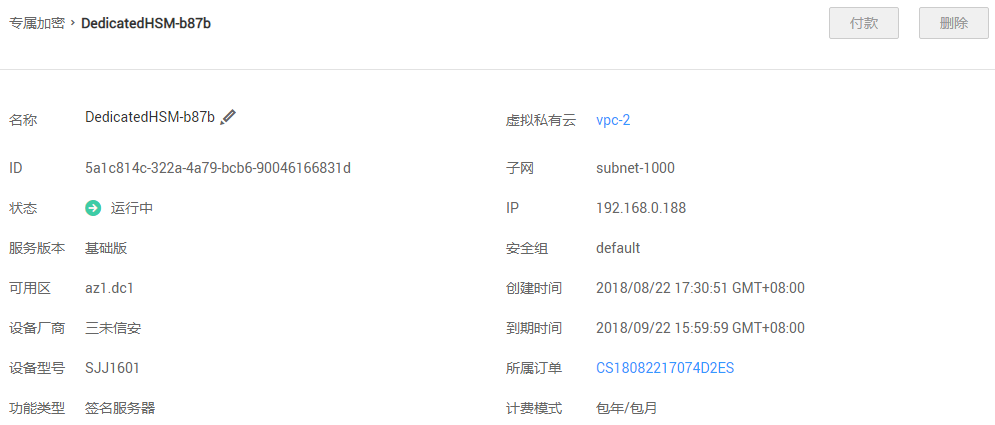 专属加密 › DedicatedHSM-b87b 付款 删除
名称 DedicatedHSM-b87b 虚拟私有云 vpc-2
ID 5a1c814c-322a-4a79-bcb6-90046166831d 子网 subnet-1000
状态 运行中 IP 192.168.0.188
服务版本 基础版 安全组 default
可用区 az1.dc1 创建时间 2018/08/22 17:30:51 GMT+08:00
设备厂商 三未信安 到期时间 2018/09/22 15:59:59 GMT+08:00
设备型号 SJJ1601 所属订单 CS18082217074D2ES
功能类型 签名服务器 计费模式 包年/包月